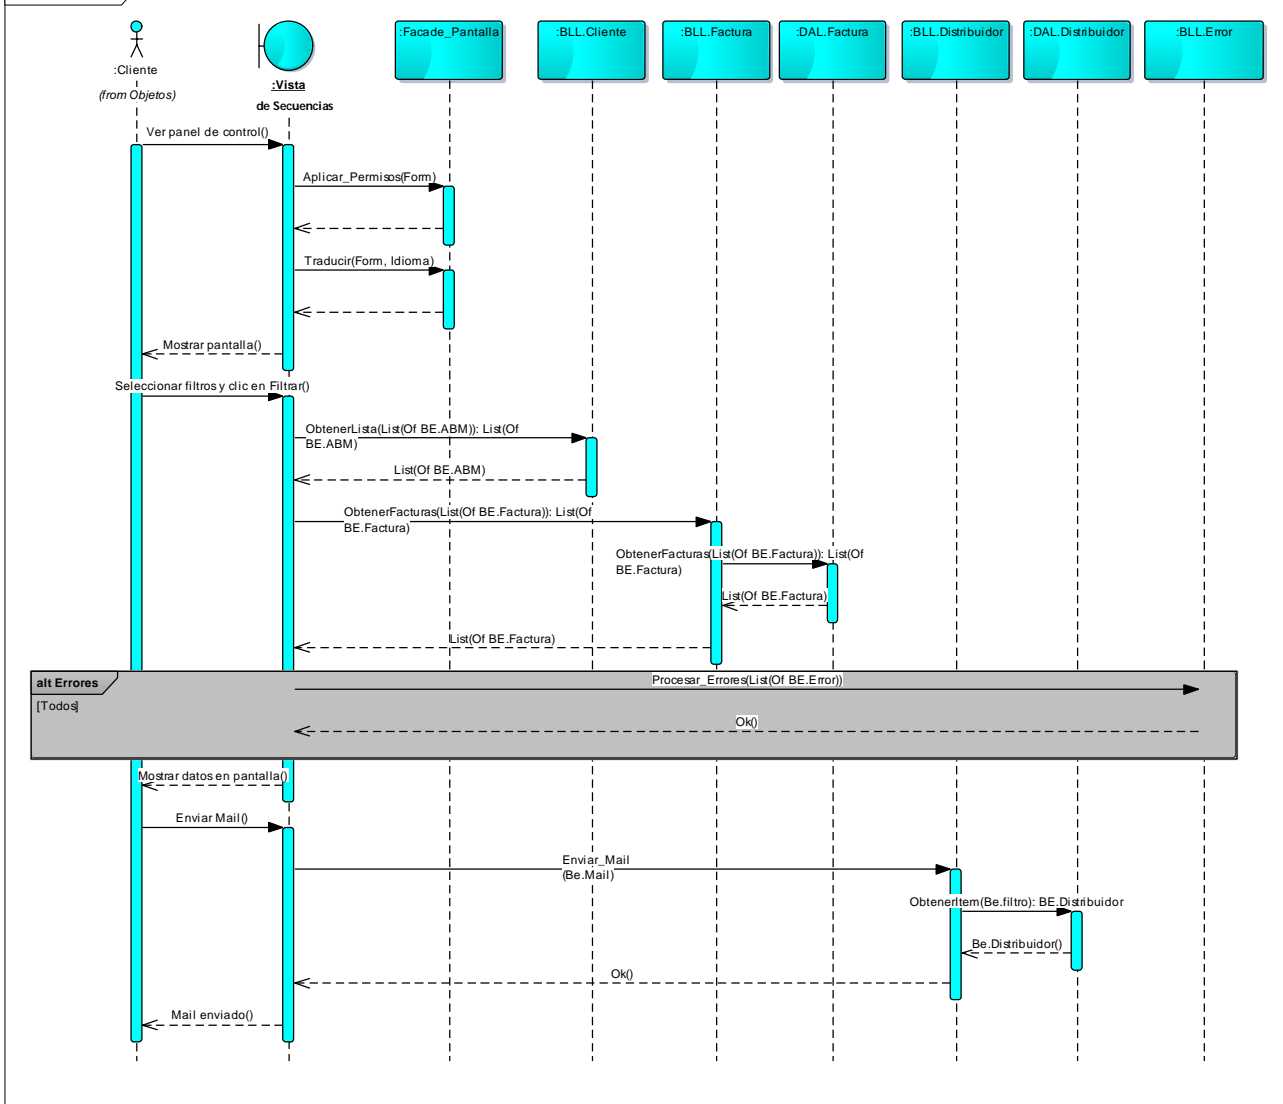 :Cliente
(from Objetos)
:Vista
de Secuencias
:Facade_Pantalla
:BLL.Cliente
:BLL.Factura
:DAL.Factura
:BLL.Distribuidor
:DAL.Distribuidor
:BLL.Error
Ver panel de control()
Aplicar_Permisos(Form)
Traducir(Form, Idioma)
Mostrar pantalla()
Seleccionar filtros y clic en Filtrar()
ObtenerLista(List(Of BE.ABM)): List(Of
BE.ABM)
List(Of BE.ABM)
ObtenerFacturas(List(Of BE.Factura)): List(Of
BE.Factura)
ObtenerFacturas(List(Of BE.Factura)): List(Of
BE.Factura)
List(Of BE.Factura)
List(Of BE.Factura)
alt Errores
[Todos]
Procesar_Errores(List(Of BE.Error))
Ok()
Mostrar datos en pantalla()
Enviar Mail()
Enviar_Mail
(Be.Mail)
ObtenerItem(Be.filtro): BE.Distribuidor
Be.Distribuidor()
Ok()
Mail enviado()